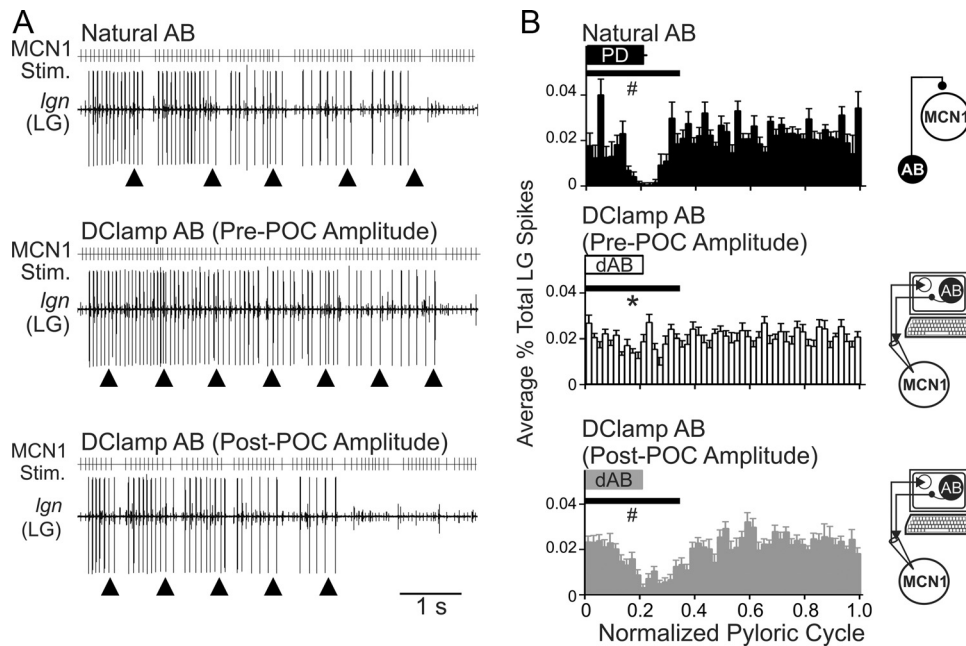 A
Natural AB
MCN1
Stim.
lgn
(LG)
DClamp AB (Pre-POC Amplitude)
MCN1
Stim.
lgn
(LG)
DClamp AB (Post-POC Amplitude)
MCN1
Stim.
lgn
(LG)
1 s
B
Average % Total LG Spikes
Natural AB
PD
#
0.04
0.02
0
MCN1
AB
DClamp AB
(Pre-POC Amplitude)
dAB
*
0.04
0.02
0
AB
MCN1
DClamp AB
(Post-POC Amplitude)
dAB
#
0.04
0.02
0
0 0.2 0.4 0.6 0.8 1.0
Normalized Pyloric Cycle
AB
MCN1